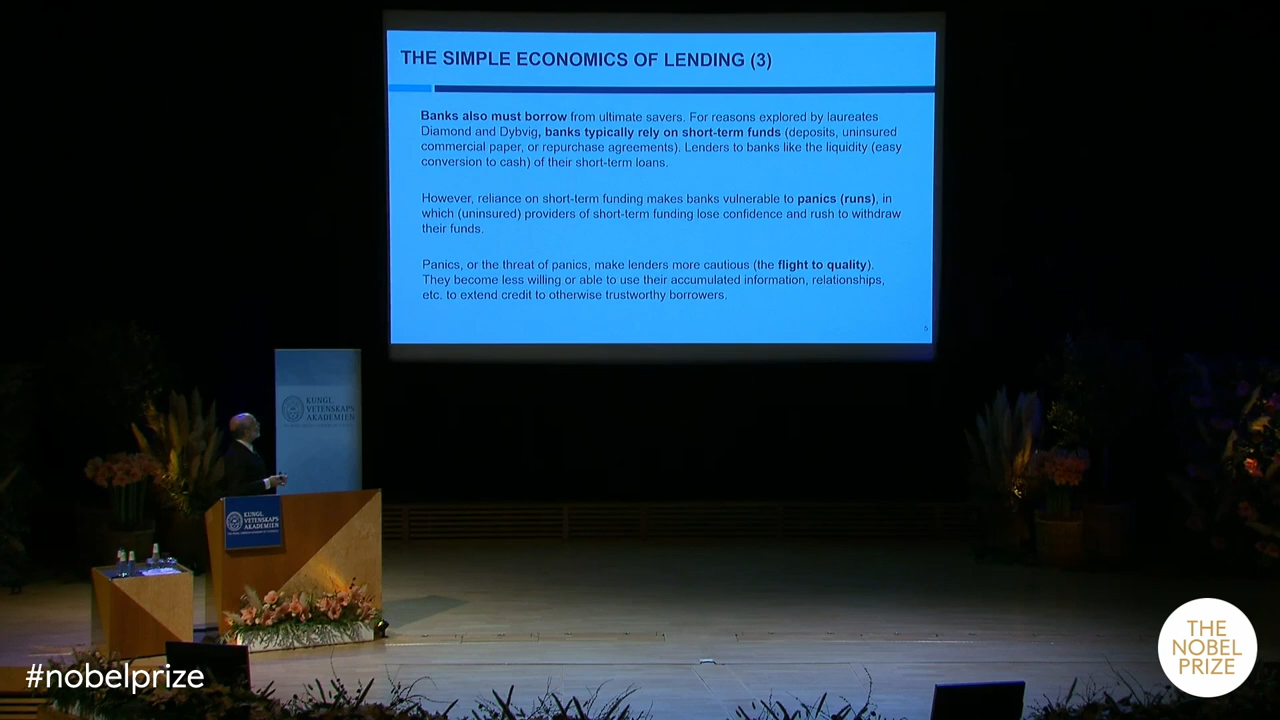 THE SIMPLE ECONOMICS OF LENDING (3)
Banks also must borrow from ultimate savers. For reasons explored by laureates
Diamond and Dybvig, banks typically rely on short-term funds (deposits, uninsured
commercial paper, or repurchase agreements). Lenders to banks like the liquidity (easy
conversion to cash) of their short-term loans.
However, reliance on short-term funding makes banks vulnerable to panics (runs), in
which (uninsured) providers of short-term funding lose confidence and rush to withdraw
their funds.
Panics, or the threat of panics, make lenders more cautious (the flight to quality).
They become less willing or able to use their accumulated information, relationships,
etc. to extend credit to otherwise trustworthy borrowers.
5
KUNGL.
VETENSKAPS
AKADEMIEN
KUNGL.
VETENSKAPS
AKADEMIEN
#nobelprize
THE
NOBEL
PRIZE